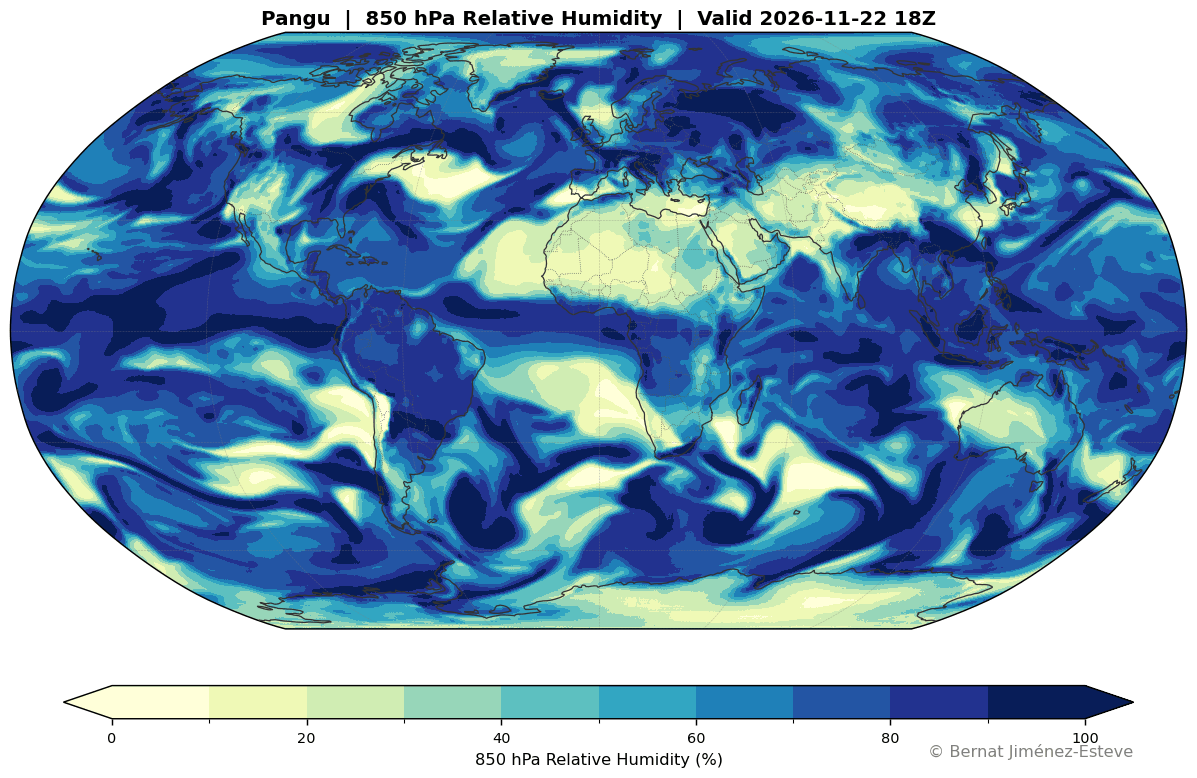 Pangu | 850 hPa Relative Humidity | Valid 2026-11-22 18Z
0 20 40 60 80 100
850 hPa Relative Humidity (%)
© Bernat Jiménez-Esteve